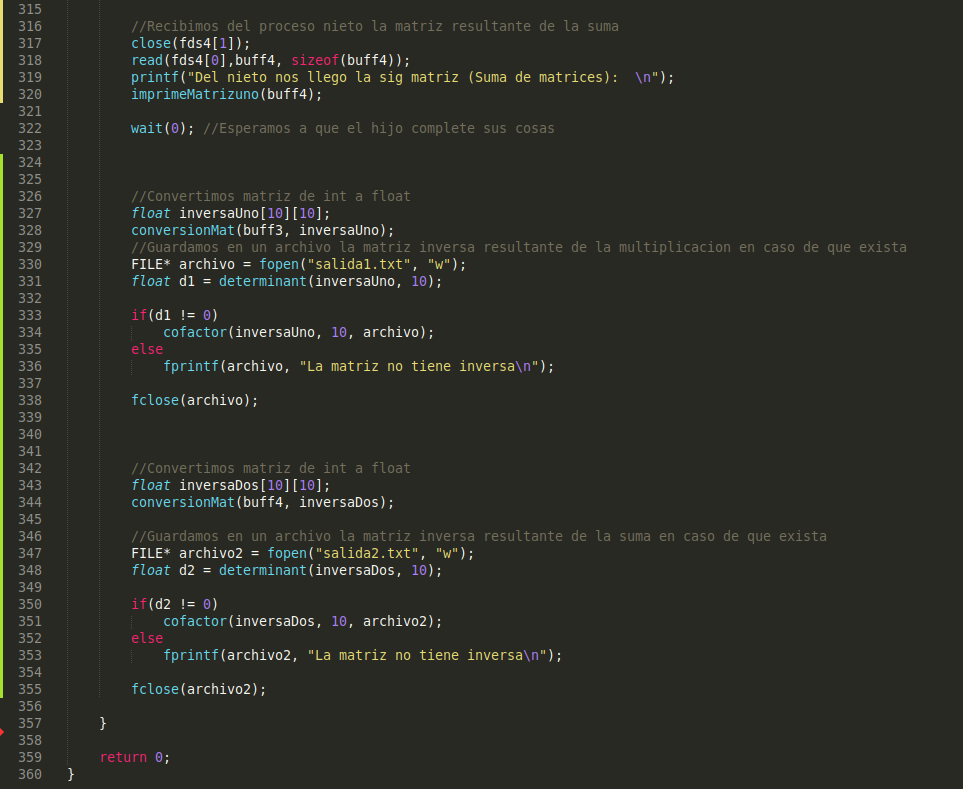 315
316 //Recibimos del proceso nieto la matriz resultante de la suma
317 close(fds4[1]);
318 read(fds4[0],buff4, sizeof(buff4));
319 printf("Del nieto nos llego la sig matriz (Suma de matrices):  \n");
320 imprimeMatrizuno(buff4);
321
322 wait(0); //Esperamos a que el hijo complete sus cosas
323
324
325
326 //Convertimos matriz de int a float
327 float inversaUno[10][10];
328 conversionMat(buff3, inversaUno);
329 //Guardamos en un archivo la matriz inversa resultante de la multiplicacion en caso de que exista
330 FILE* archivo = fopen("salida1.txt", "w");
331 float d1 = determinant(inversaUno, 10);
332
333 if(d1 != 0)
334     cofactor(inversaUno, 10, archivo);
335 else
336     fprintf(archivo, "La matriz no tiene inversa\n");
337
338 fclose(archivo);
339
340
341
342 //Convertimos matriz de int a float
343 float inversaDos[10][10];
344 conversionMat(buff4, inversaDos);
345
346 //Guardamos en un archivo la matriz inversa resultante de la suma en caso de que exista
347 FILE* archivo2 = fopen("salida2.txt", "w");
348 float d2 = determinant(inversaDos, 10);
349
350 if(d2 != 0)
351     cofactor(inversaDos, 10, archivo2);
352 else
353     fprintf(archivo2, "La matriz no tiene inversa\n");
354
355 fclose(archivo2);
356
357 }
358
359 return 0;
360 }